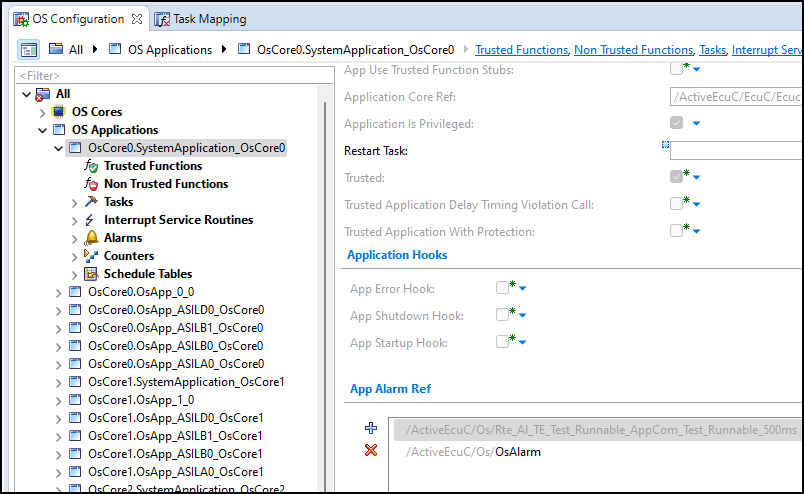 OS Configuration
Task Mapping
All
OS Applications
OsCore0.SystemApplication_OsCore0
Trusted Functions, Non Trusted Functions, Tasks, Interrupt Serv
<Filter>
All
OS Cores
OS Applications
OsCore0.SystemApplication_OsCore0
Trusted Functions
Non Trusted Functions
Tasks
Interrupt Service Routines
Alarms
Counters
Schedule Tables
OsCore0.OsApp_0_0
OsCore0.OsApp_ASILD0_OsCore0
OsCore0.OsApp_ASILB1_OsCore0
OsCore0.OsApp_ASILB0_OsCore0
OsCore0.OsApp_ASILA0_OsCore0
OsCore1.SystemApplication_OsCore1
OsCore1.OsApp_1_0
OsCore1.OsApp_ASILD0_OsCore1
OsCore1.OsApp_ASILB1_OsCore1
OsCore1.OsApp_ASILB0_OsCore1
OsCore1.OsApp_ASILA0_OsCore1
OsCore2.SystemApplication_OsCore2
App Use Trusted Function Stubs:
Application Core Ref:
/ActiveEcuC/EcuC/Ecuc
Application Is Privileged:
Restart Task:
Trusted:
Trusted Application Delay Timing Violation Call:
Trusted Application With Protection:
Application Hooks
App Error Hook:
App Shutdown Hook:
App Startup Hook:
App Alarm Ref
/ActiveEcuC/Os/Rte_Al_TE_Test_Runnable_AppCom_Test_Runnable_500ms
/ActiveEcuC/Os/OsAlarm